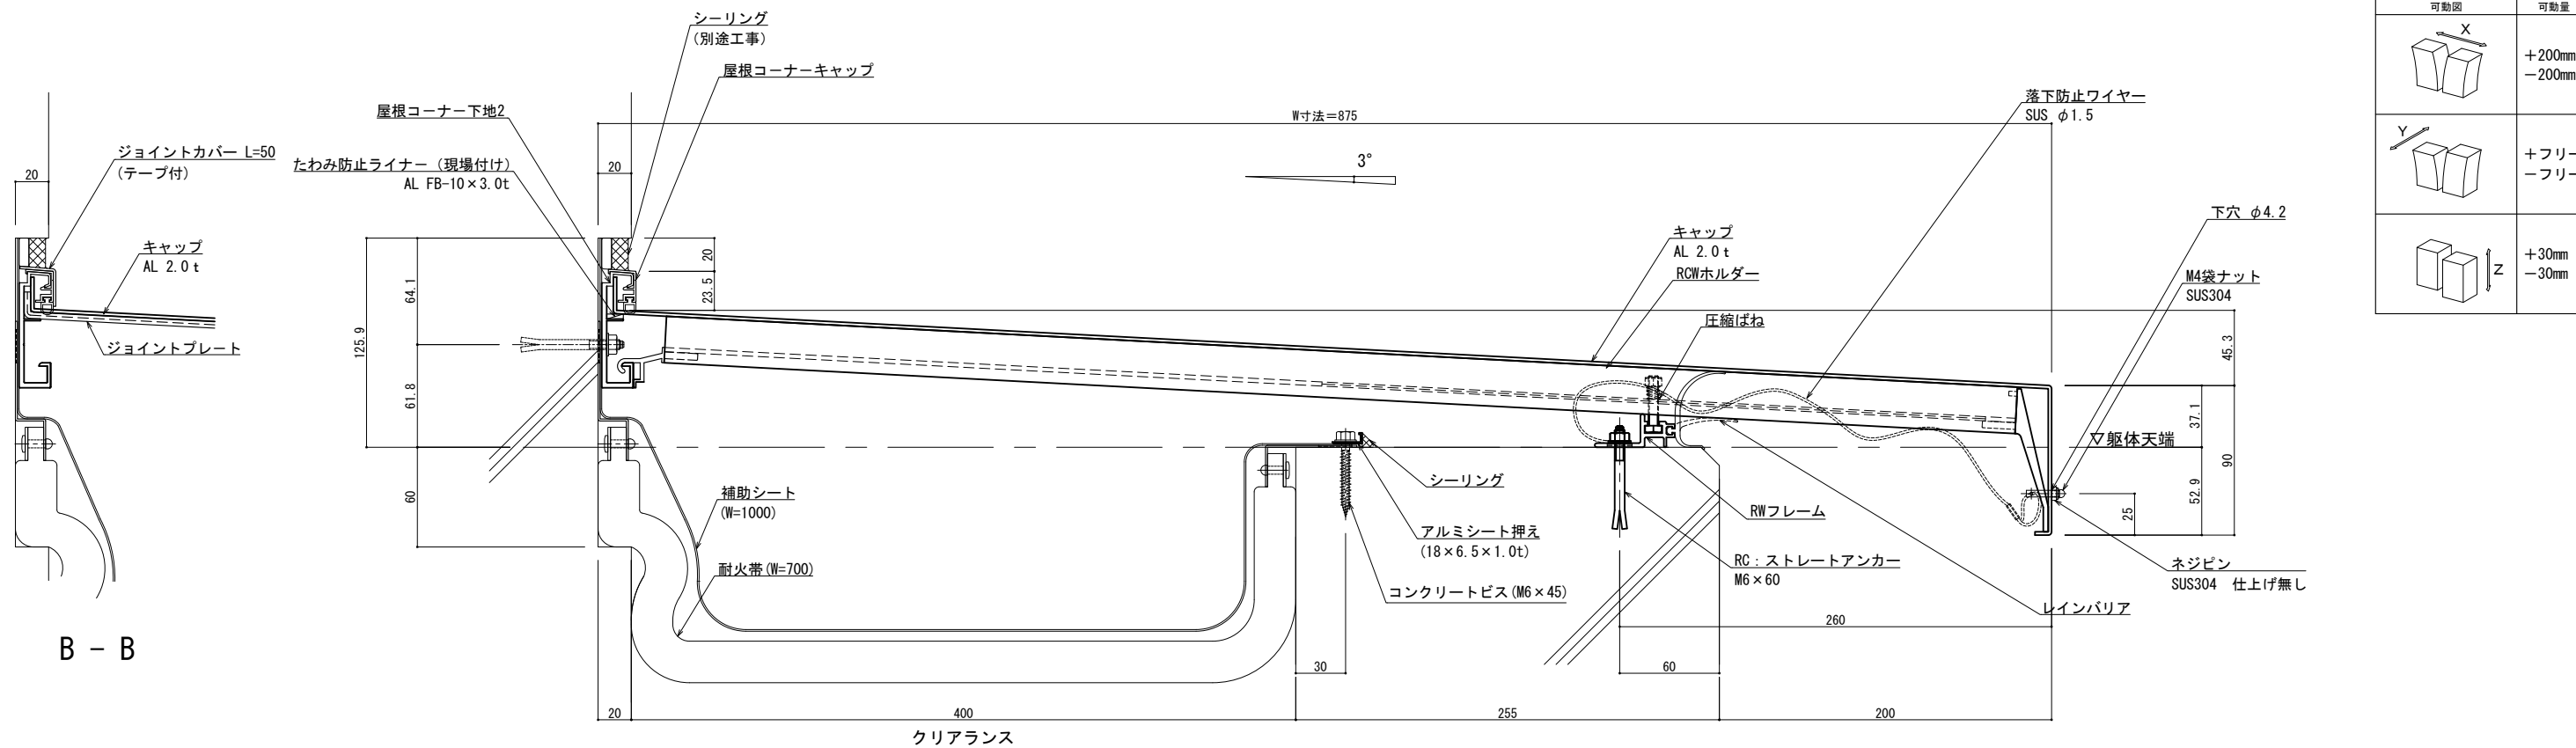 シーリング
(別途工事)
屋根コーナーキャップ
屋根コーナー下地2
たわみ防止ライナー（現場付け）
AL FB-10×3.0t
ジョイントカバー L=50
(テープ付)
20
キャップ
AL 2.0ｔ
ジョイントプレート
B － B
W寸法＝875
20
3°
落下防止ワイヤー
SUS φ1.5
下穴 φ4.2
キャップ
AL 2.0ｔ
RCWホルダー
圧縮ばね
M4袋ナット
SUS304
20
23.5
64.1
125.9
61.8
60
45.3
37.1
▽躯体天端
90
52.9
25
補助シート
(W=1000)
耐火帯(W=700)
シーリング
アルミシート押え
(18×6.5×1.0t)
コンクリートビス(M6×45)
RWフレーム
RC：ストレートアンカー
M6×60
ネジピン
SUS304　仕上げ無し
レインバリア
260
30
60
20
400
255
200
クリアランス
可動図
可動量
X
＋200mm
－200mm
Y
＋フリー
－フリー
Z
＋30mm
－30mm